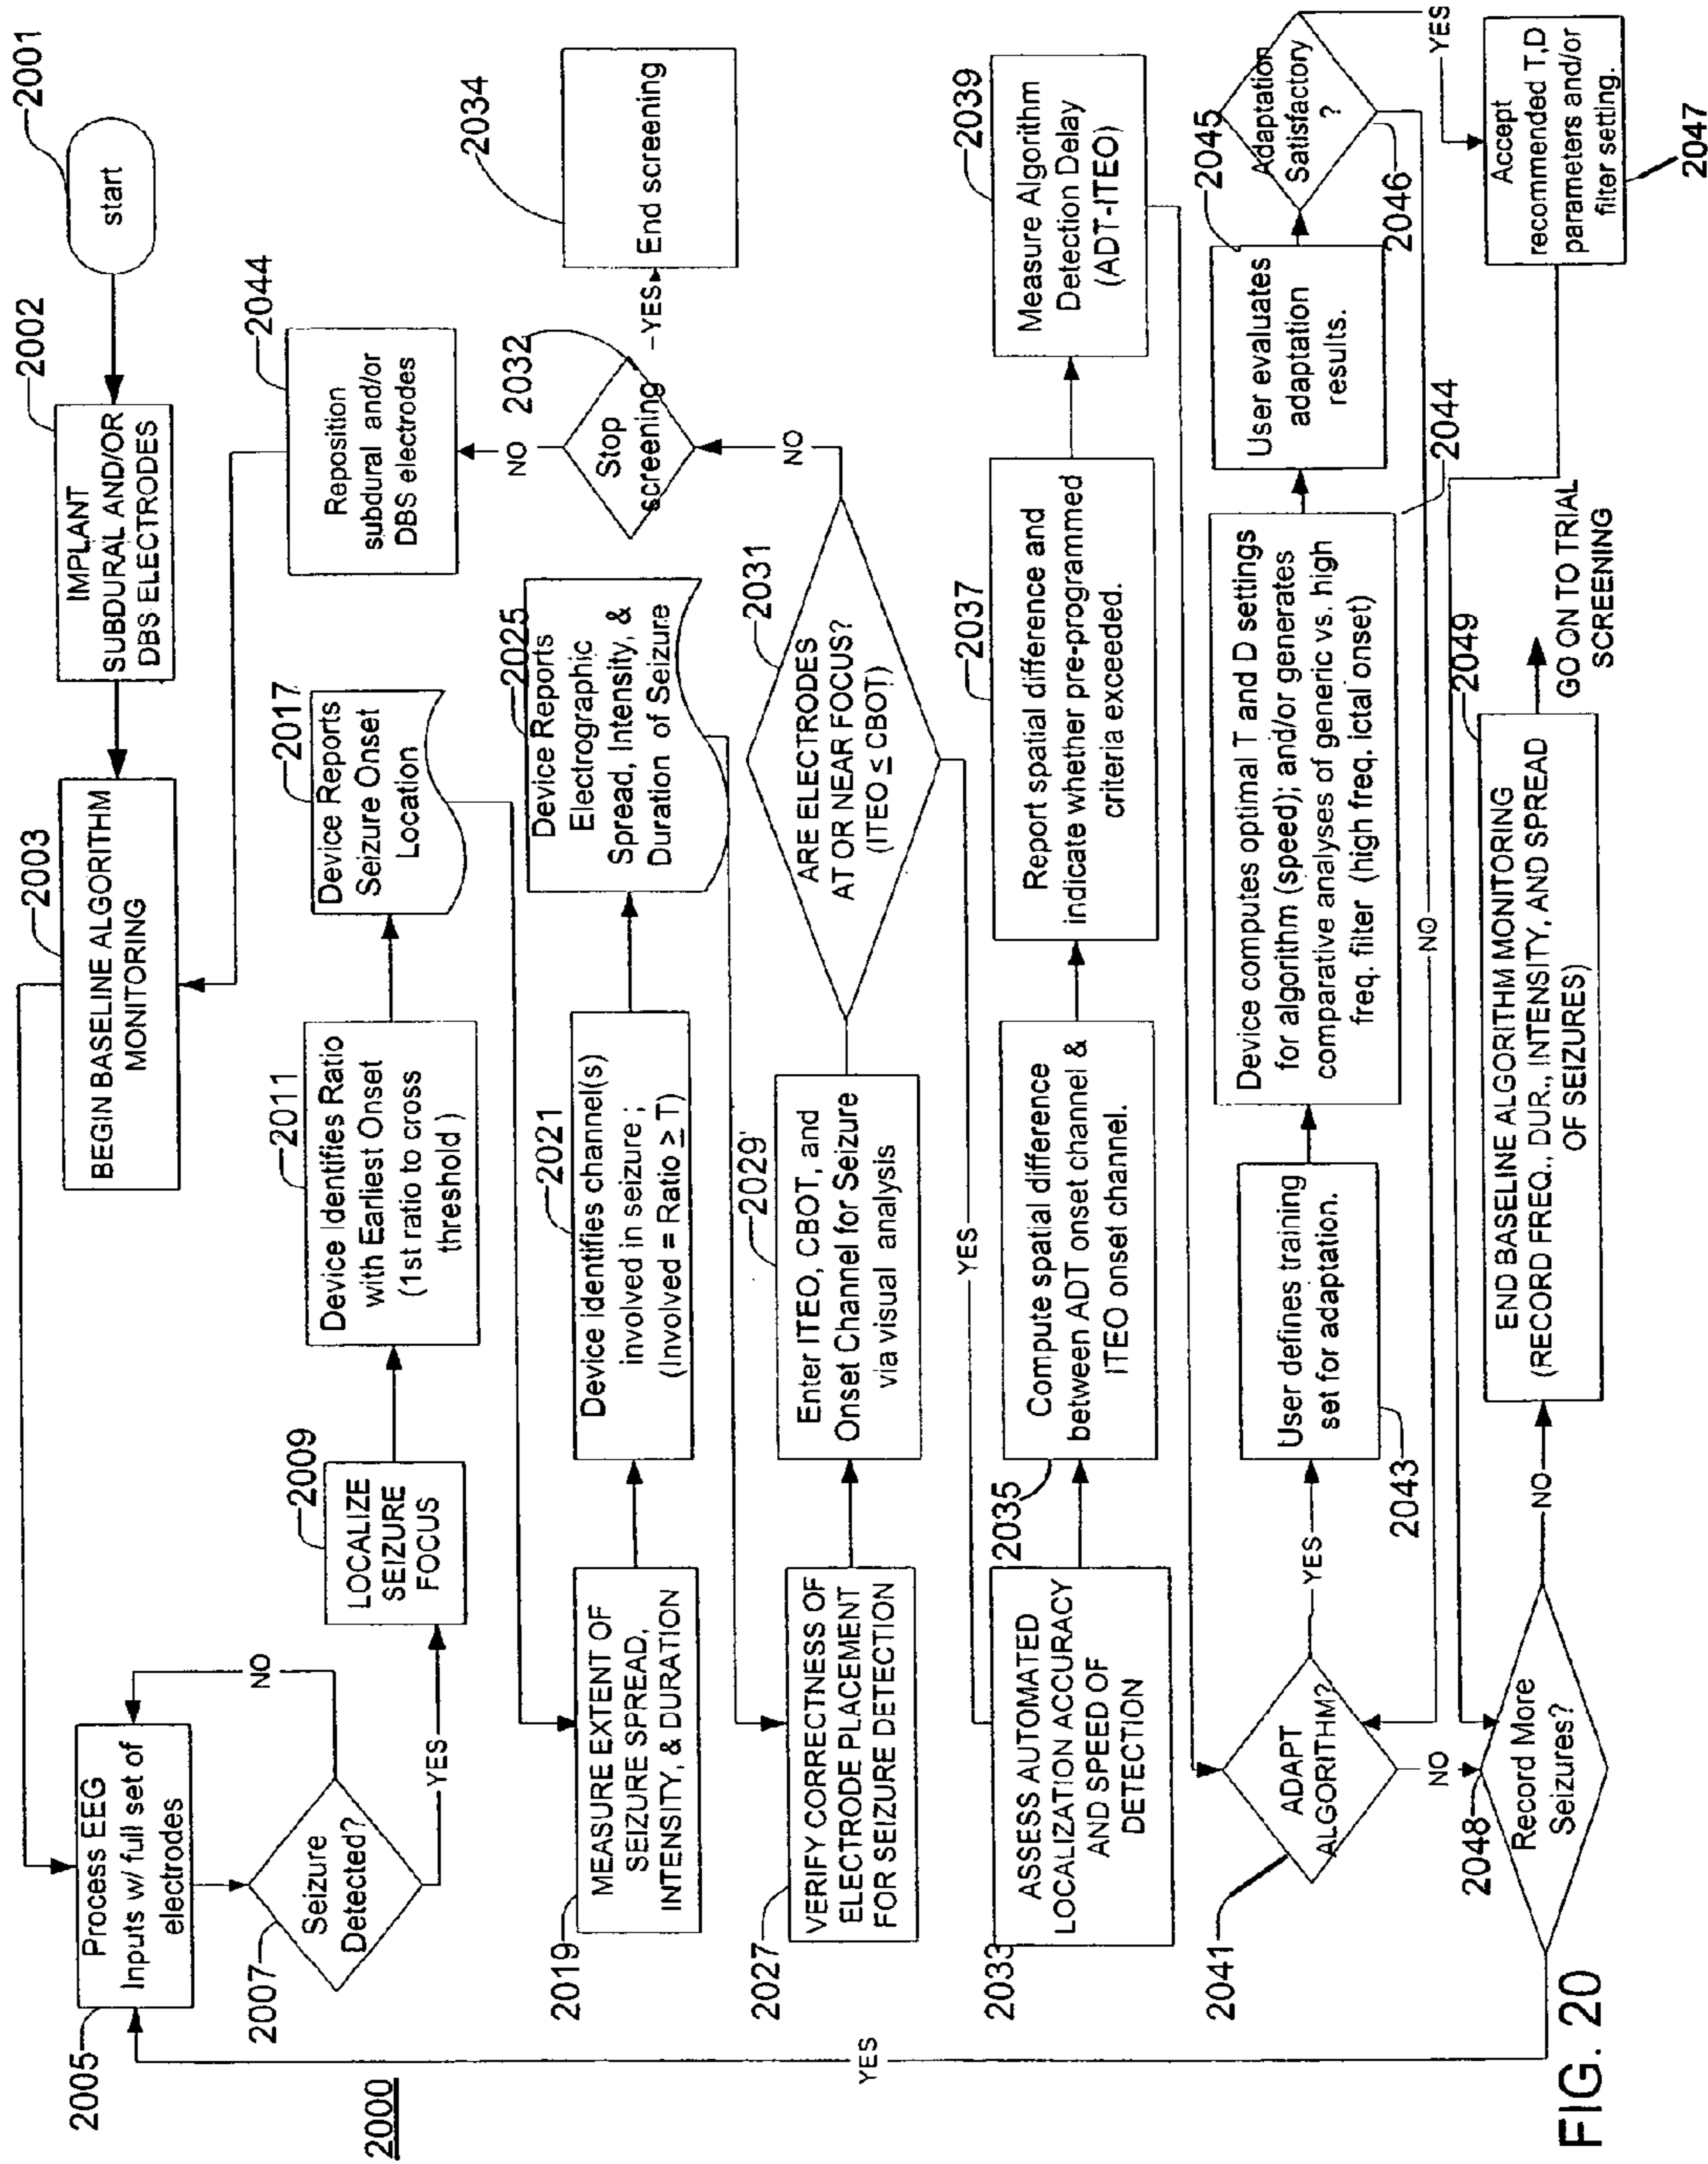 2001
start
2002
IMPLANT
SUBDURAL AND/OR
DBS ELECTRODES
2003
BEGIN BASELINE ALGORITHM
MONITORING
2005
Process EEG
Inputs w/ full set of
electrodes
2007
Seizure
Detected?
NO
YES
2009
LOCALIZE
SEIZURE
FOCUS
2011
Device Identifies Ratio
with Earliest Onset
(1st ratio to cross
threshold )
2017
Device Reports
Seizure Onset
Location
2044
Reposition
subdural and/or
DBS electrodes
2034
End screening
YES
2032
Stop
screening
NO
2019
MEASURE EXTENT OF
SEIZURE SPREAD,
INTENSITY, & DURATION
2021
Device identifies channel(s)
involved in seizure ;
(Involved = Ratio ≥ T)
2025
Device Reports
Electrographic
Spread, Intensity, &
Duration of Seizure
2027
VERIFY CORRECTNESS OF
ELECTRODE PLACEMENT
FOR SEIZURE DETECTION
2029
Enter ITEO, CBOT, and
Onset Channel for Seizure
via visual analysis
2031
ARE ELECTRODES
AT OR NEAR FOCUS?
(ITEO ≤ CBOT)
NO
YES
2033
ASSESS AUTOMATED
LOCALIZATION ACCURACY
AND SPEED OF
DETECTION
2035
Compute spatial difference
between ADT onset channel &
ITEO onset channel.
2037
Report spatial difference and
indicate whether pre-programmed
criteria exceeded.
2039
Measure Algorithm
Detection Delay
(ADT-ITEO)
2041
ADAPT
ALGORITHM?
YES
NO
2043
User defines training
set for adaptation.
2044
Device computes optimal T and D settings
for algorithm (speed); and/or generates
comparative analyses of generic vs. high
freq. filter (high freq. ictal onset)
2045
User evaluates
adaptation
results.
2046
Adaptation
Satisfactory
?
NO
YES
2047
Accept
recommended T,D
parameters and/or
filter setting.
2048
Record More
Seizures?
YES
NO
2049
END BASELINE ALGORITHM MONITORING
(RECORD FREQ., DUR., INTENSITY, AND SPREAD
OF SEIZURES)
GO ON TO TRIAL
SCREENING
2000
FIG. 20